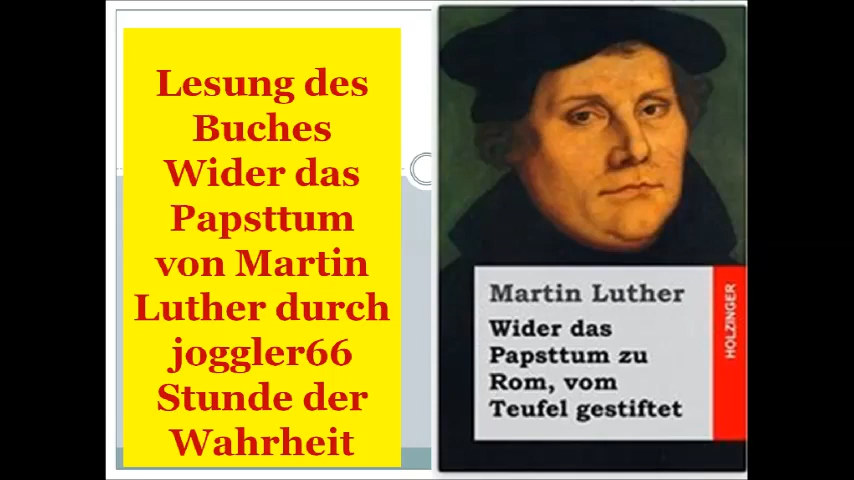 Lesung des
Buches
Wider das
Papsttum
von Martin
Luther durch
joggler66
Stunde der
Wahrheit
Martin Luther
Wider das
Papsttum zu
Rom, vom
Teufel gestiftet
HOLZINGER